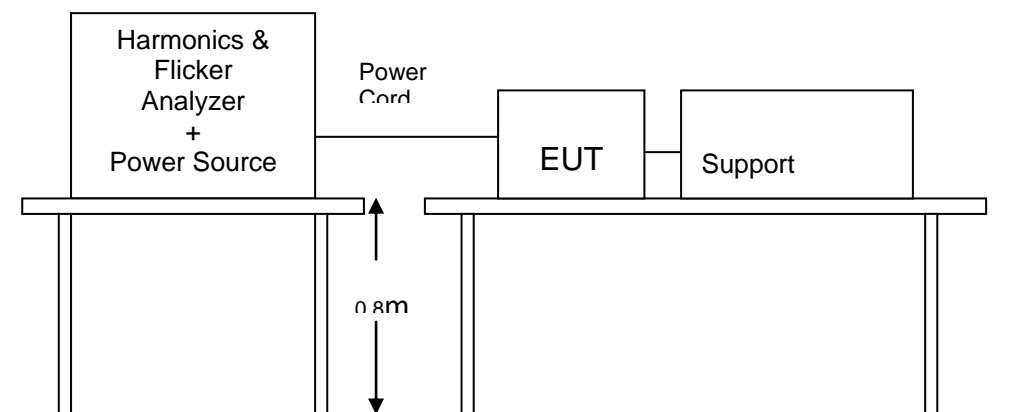 Harmonics &
Flicker
Analyzer
+
Power Source
Power
Cord
EUT
Support
0.8m